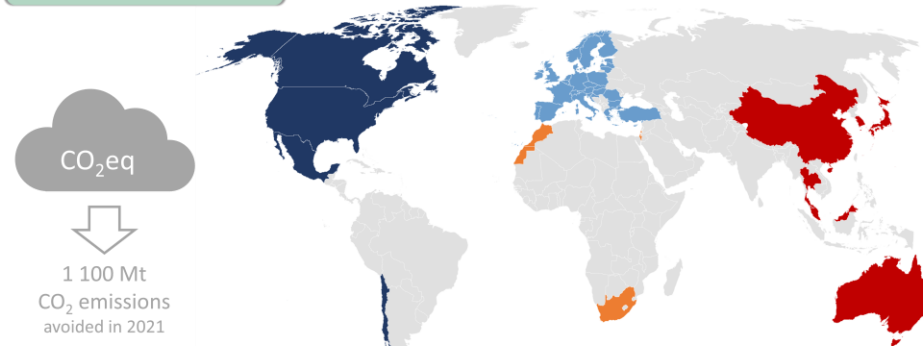 CO₂eq
1 100 Mt
CO₂ emissions
avoided in 2021